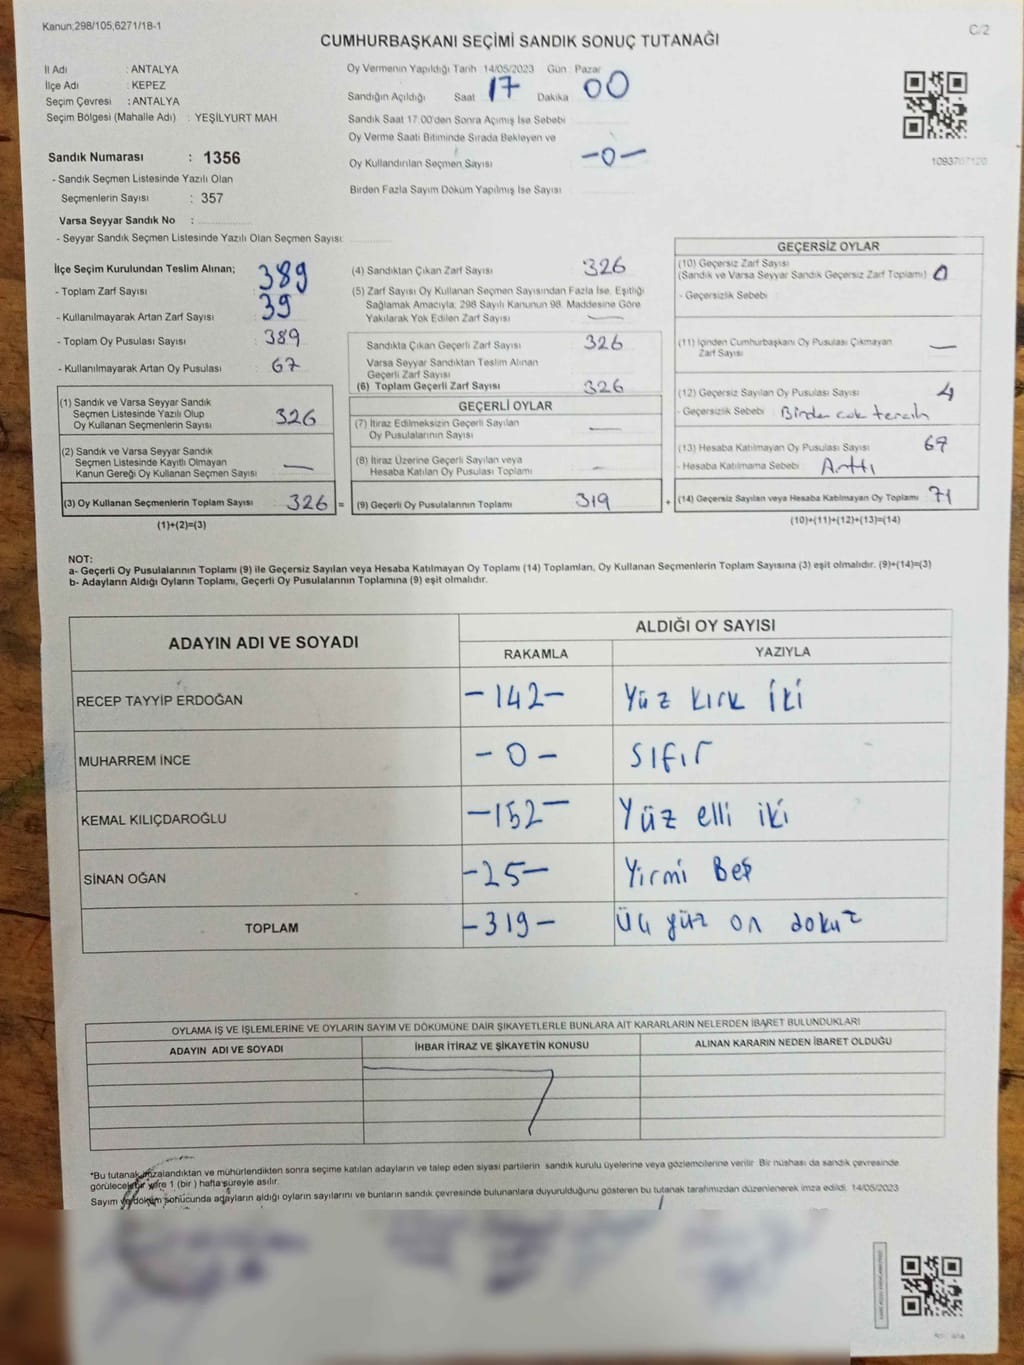 Kanun;298/105,6271/18-1
C/2
CUMHURBAŞKANI SEÇİMİ SANDIK SONUÇ TUTANAĞI
İl Adı : ANTALYA
İlçe Adı : KEPEZ
Seçim Çevresi : ANTALYA
Seçim Bölgesi (Mahalle Adı) : YEŞİLYURT MAH.
Oy Vermenin Yapıldığı Tarih 14/05/2023 Gün : Pazar
Sandığın Açıldığı Saat 17 Dakika 00
Sandık Saat 17:00'den Sonra Açımış İse Sebebi
Oy Verme Saati Bitiminde Sırada Bekleyen ve
Oy Kullandırılan Seçmen Sayısı -0-
Birden Fazla Sayım Döküm Yapılmış İse Sayısı
Sandık Numarası : 1356
- Sandık Seçmen Listesinde Yazılı Olan
Seçmenlerin Sayısı : 357
Varsa Seyyar Sandık No :
- Seyyar Sandık Seçmen Listesinde Yazılı Olan Seçmen Sayısı:
İlçe Seçim Kurulundan Teslim Alınan;
- Toplam Zarf Sayısı : 389
- Kullanılmayarak Artan Zarf Sayısı : 39
- Toplam Oy Pusulası Sayısı : 389
- Kullanılmayarak Artan Oy Pusulası : 67
(1) Sandık ve Varsa Seyyar Sandık
Seçmen Listesinde Yazılı Olup
Oy Kullanan Seçmenlerin Sayısı 326
(2) Sandık ve Varsa Seyyar Sandık
Seçmen Listesinde Kayıtlı Olmayan
Kanun Gereği Oy Kullanan Seçmen Sayısı —
(3) Oy Kullanan Seçmenlerin Toplam Sayısı 326 =
(1)+(2)=(3)
(4) Sandıktan Çıkan Zarf Sayısı 326
(5) Zarf Sayısı Oy Kullanan Seçmen Sayısından Fazla İse, Eşitliği
Sağlamak Amacıyla; 298 Sayılı Kanunun 98. Maddesine Göre
Yakılarak Yok Edilen Zarf Sayısı —
Sandıkta Çıkan Geçerli Zarf Sayısı 326
Varsa Seyyar Sandıktan Teslim Alınan
Geçerli Zarf Sayısı
(6) Toplam Geçerli Zarf Sayısı 326
GEÇERLİ OYLAR
(7) İtiraz Edilmeksizin Geçerli Sayılan
Oy Pusulalarının Sayısı —
(8) İtiraz Üzerine Geçerli Sayılan veya
Hesaba Katılan Oy Pusulası Toplamı —
(9) Geçerli Oy Pusulalarının Toplamı 319 +
GEÇERSİZ OYLAR
(10) Geçersiz Zarf Sayısı
(Sandık ve Varsa Seyyar Sandık Geçersiz Zarf Toplamı) 0
- Geçersizlik Sebebi
(11) İçinden Cumhurbaşkanı Oy Pusulası Çıkmayan
Zarf Sayısı —
(12) Geçersiz Sayılan Oy Pusulası Sayısı 4
- Geçersizlik Sebebi : Birden çok tercih
(13) Hesaba Katılmayan Oy Pusulası Sayısı 67
- Hesaba Katılmama Sebebi Arttı
(14) Geçersiz Sayılan veya Hesaba Katılmayan Oy Toplamı 71
(10)+(11)+(12)+(13)=(14)
NOT:
a- Geçerli Oy Pusulalarının Toplamı (9) ile Geçersiz Sayılan veya Hesaba Katılmayan Oy Toplamı (14) Toplamları, Oy Kullanan Seçmenlerin Toplam Sayısına (3) eşit olmalıdır. (9)+(14)=(3)
b- Adayların Aldığı Oyların Toplamı, Geçerli Oy Pusulalarının Toplamına (9) eşit olmalıdır.
ADAYIN ADI VE SOYADI
ALDIĞI OY SAYISI
RAKAMLA YAZIYLA
RECEP TAYYİP ERDOĞAN -142- Yüz kırk iki
MUHARREM İNCE -0- sıfır
KEMAL KILIÇDAROĞLU -152- Yüz elli iki
SİNAN OĞAN -25- Yirmi Beş
TOPLAM -319- Üç yüz on dokuz
OYLAMA İŞ VE İŞLEMLERİNE VE OYLARIN SAYIM VE DÖKÜMÜNE DAİR ŞİKAYETLERLE BUNLARA AİT KARARLARIN NELERDEN İBARET BULUNDUKLARI
ADAYIN ADI VE SOYADI İHBAR İTİRAZ VE ŞİKAYETİN KONUSU ALINAN KARARIN NEDEN İBARET OLDUĞU
*Bu tutanak imzalandıktan ve mühürlendikten sonra seçime katılan adayların ve talep eden siyasi partilerin sandık kurulu üyelerine veya gözlemcilerine verilir. Bir nüshası da sandık çevresinde
görülecek bir yere 1 (bir ) hafta süreyle asılır.
Sayım ve döküm sonucunda adayların aldığı oyların sayılarını ve bunların sandık çevresinde bulunanlara duyurulduğunu gösteren bu tutanak tarafımızdan düzenlenerek imza edildi. 14/05/2023